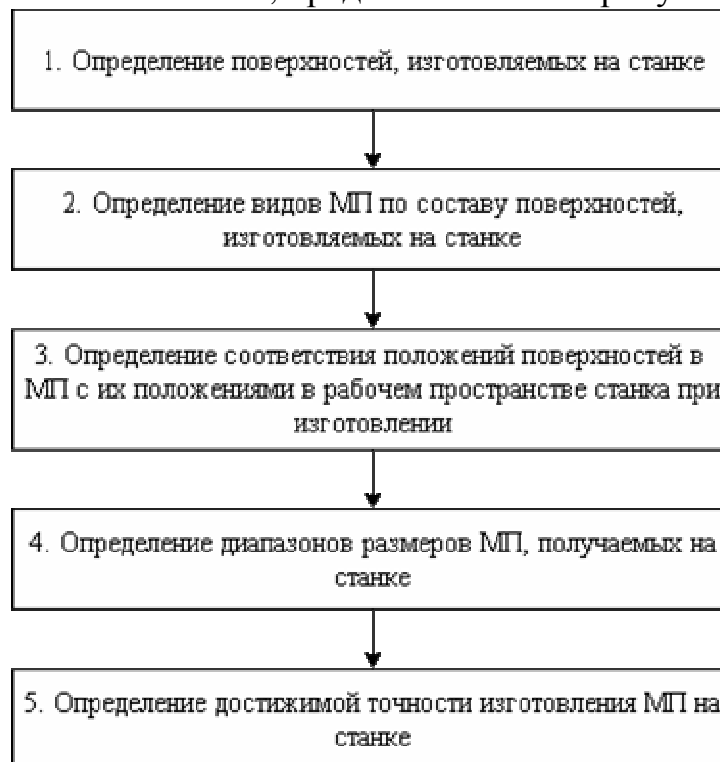 1. Определение поверхностей, изготовляемых на станке
2. Определение видов МП по составу поверхностей,
изготовляемых на станке
3. Определение соответствия положений поверхностей в
МП с их положениями в рабочем пространстве станка при
изготовлении
4. Определение диапазонов размеров МП, получаемых на
станке
5. Определение достижимой точности изготовления МП на
станке